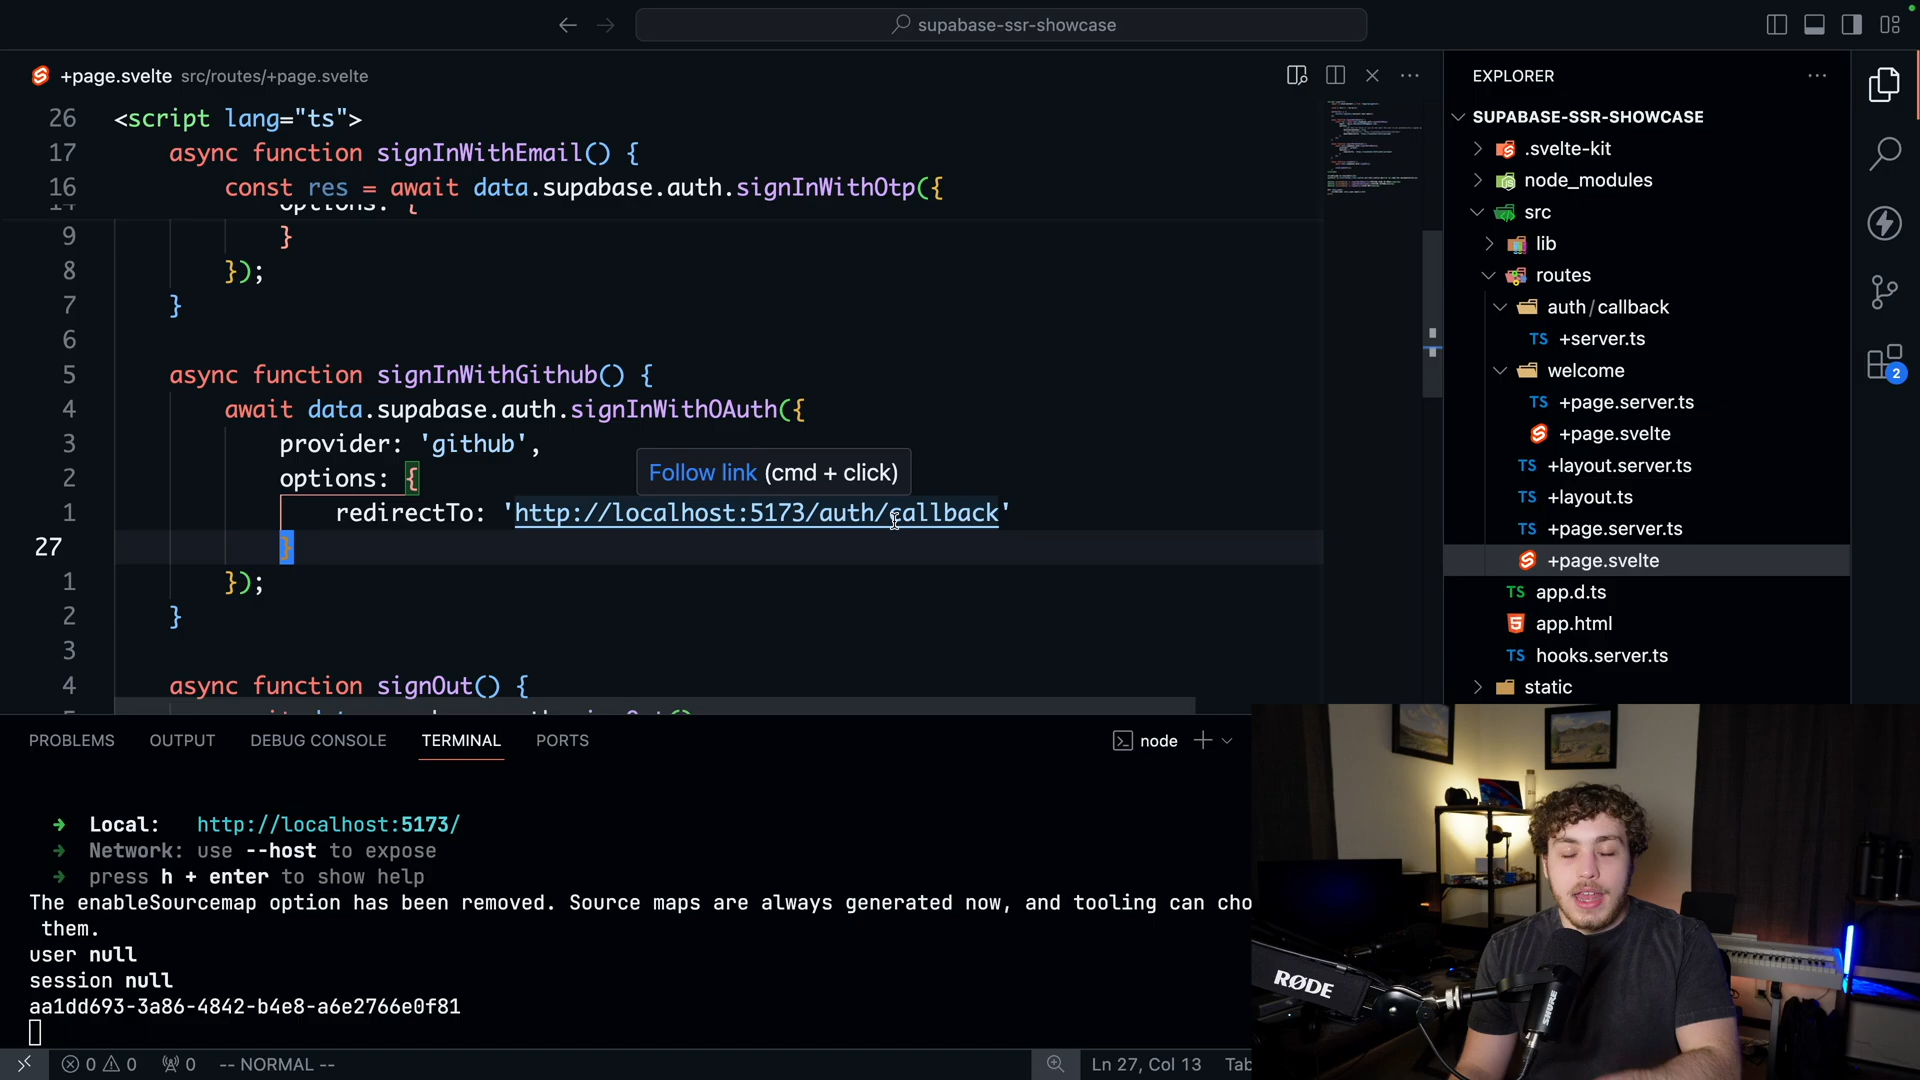 supabase-ssr-showcase
+page.svelte src/routes/+page.svelte
26 <script lang="ts">
17 async function signInWithEmail() {
16 const res = await data.supabase.auth.signInWithOtp({
14 options: {
9 }
8 });
7 }
6
5 async function signInWithGithub() {
4 await data.supabase.auth.signInWithOAuth({
3 provider: 'github',
Follow link (cmd + click)
2 options: {
1 redirectTo: 'http://localhost:5173/auth/callback'
27 }
1 });
2 }
3
4 async function signOut() {
EXPLORER
SUPABASE-SSR-SHOWCASE
.svelte-kit
node_modules
src
lib
routes
auth/callback
TS +server.ts
welcome
TS +page.server.ts
+page.svelte
TS +layout.server.ts
TS +layout.ts
TS +page.server.ts
+page.svelte
TS app.d.ts
app.html
TS hooks.server.ts
static
2
PROBLEMS OUTPUT DEBUG CONSOLE TERMINAL PORTS
node
➜ Local: http://localhost:5173/
➜ Network: use --host to expose
➜ press h + enter to show help
The enableSourcemap option has been removed. Source maps are always generated now, and tooling can cho
them.
user null
session null
aa1dd693-3a86-4842-b4e8-a6e2766e0f81
0 0 0 -- NORMAL -- Ln 27, Col 13 Tab
RØDE
SHURE